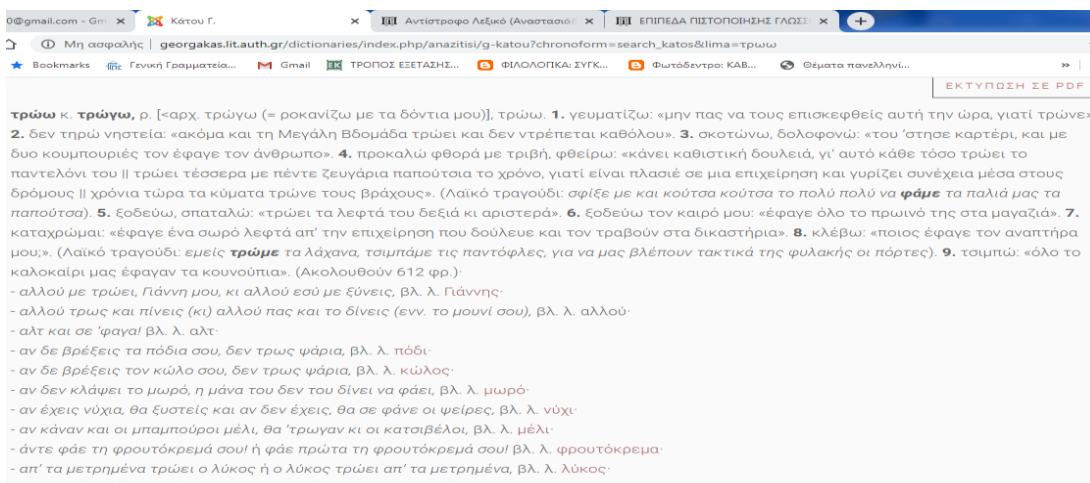 0@gmail.com - Gm
Κάτου Γ.
Αντίστροφο Λεξικό (Αναστασιά
ΕΠΙΠΕΔΑ ΠΙΣΤΟΠΟΙΗΣΗΣ ΓΛΩΣΣ
Μη ασφαλής | georgakas.lit.auth.gr/dictionaries/index.php/anazitisi/g-katou?chronoform=search_katos&lima=τρωω
Bookmarks Γενική Γραμματεία... Gmail ΤΡΟΠΟΣ ΕΞΕΤΑΣΗΣ... ΦΙΛΟΛΟΓΙΚΑ: ΣΥΓΚ... Φωτόδεντρο: ΚΑΒ... Θέματα πανελληνί... »
ΕΚΤΥΠΩΣΗ ΣΕ PDF
τρώω κ. τρώγω, ρ. [<αρχ. τρώγω (= ροκανίζω με τα δόντια μου)], τρώω. 1. γευματίζω: «μην πας να τους επισκεφθείς αυτή την ώρα, γιατί τρώνε»
2. δεν τηρώ νηστεία: «ακόμα και τη Μεγάλη Βδομάδα τρώει και δεν ντρέπεται καθόλου». 3. σκοτώνω, δολοφονώ: «του 'στησε καρτέρι, και με
δυο κουμπουριές τον έφαγε τον άνθρωπο». 4. προκαλώ φθορά με τριβή, φθείρω: «κάνει καθιστική δουλειά, γι' αυτό κάθε τόσο τρώει το
παντελόνι του || τρώει τέσσερα με πέντε ζευγάρια παπούτσια το χρόνο, γιατί είναι πλασιέ σε μια επιχείρηση και γυρίζει συνέχεια μέσα στους
δρόμους || χρόνια τώρα τα κύματα τρώνε τους βράχους». (Λαϊκό τραγούδι: σφίξε με και κούτσα κούτσα το πολύ πολύ να φάμε τα παλιά μας τα
παπούτσα). 5. ξοδεύω, σπαταλώ: «τρώει τα λεφτά του δεξιά κι αριστερά». 6. ξοδεύω τον καιρό μου: «έφαγε όλο το πρωινό της στα μαγαζιά». 7.
καταχρώμαι: «έφαγε ένα σωρό λεφτά απ' την επιχείρηση που δούλευε και τον τραβούν στα δικαστήρια». 8. κλέβω: «ποιος έφαγε τον αναπτήρα
μου;». (Λαϊκό τραγούδι: εμείς τρώμε τα λάχανα, τσιμπάμε τις παντόφλες, για να μας βλέπουν τακτικά της φυλακής οι πόρτες). 9. τσιμπώ: «όλο το
καλοκαίρι μας έφαγαν τα κουνούπια». (Ακολουθούν 612 φρ.)·
- αλλού με τρώει, Γιάννη μου, κι αλλού εσύ με ξύνεις, βλ. λ. Γιάννης·
- αλλού τρως και πίνεις (κι) αλλού πας και το δίνεις (ενν. το μουνί σου), βλ. λ. αλλού·
- αλτ και σε 'φαγα! βλ. λ. αλτ·
- αν δε βρέξεις τα πόδια σου, δεν τρως ψάρια, βλ. λ. πόδι·
- αν δε βρέξεις τον κώλο σου, δεν τρως ψάρια, βλ. λ. κώλος·
- αν δεν κλάψει το μωρό, η μάνα του δεν του δίνει να φάει, βλ. λ. μωρό·
- αν έχεις νύχια, θα ξυστείς και αν δεν έχεις, θα σε φάνε οι ψείρες, βλ. λ. νύχι·
- αν κάναν και οι μπαμπούροι μέλι, θα 'τρωγαν κι οι κατσιβέλοι, βλ. λ. μέλι·
- άντε φάε τη φρουτόκρεμά σου! ή φάε πρώτα τη φρουτόκρεμά σου! βλ. λ. φρουτόκρεμα·
- απ' τα μετρημένα τρώει ο λύκος ή ο λύκος τρώει απ' τα μετρημένα, βλ. λ. λύκος·